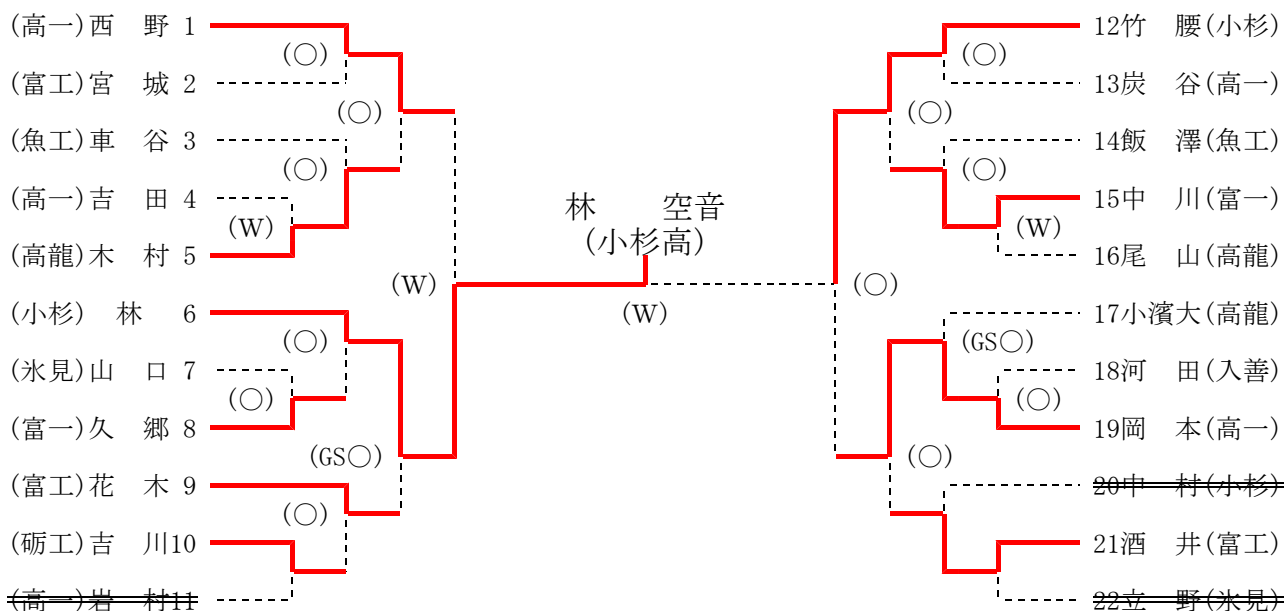 (高一)西　野 1
(富工)宮　城 2
(魚工)車　谷 3
(高一)吉　田 4
(高龍)木　村 5
(小杉)　林　 6
(氷見)山　口 7
(富一)久　郷 8
(富工)花　木 9
(砺工)吉　川10
(高一)岩　村11
(○)
(○)
(○)
(W)
(○)
(○)
(GS○)
(○)
(W)
林　　空音
(小杉高)
(W)
(○)
(○)
(○)
(W)
(○)
(GS○)
(○)
(○)
12竹　腰(小杉)
13炭　谷(高一)
14飯　澤(魚工)
15中　川(富一)
16尾　山(高龍)
17小濱大(高龍)
18河　田(入善)
19岡　本(高一)
20中　村(小杉)
21酒　井(富工)
22立　野(氷見)